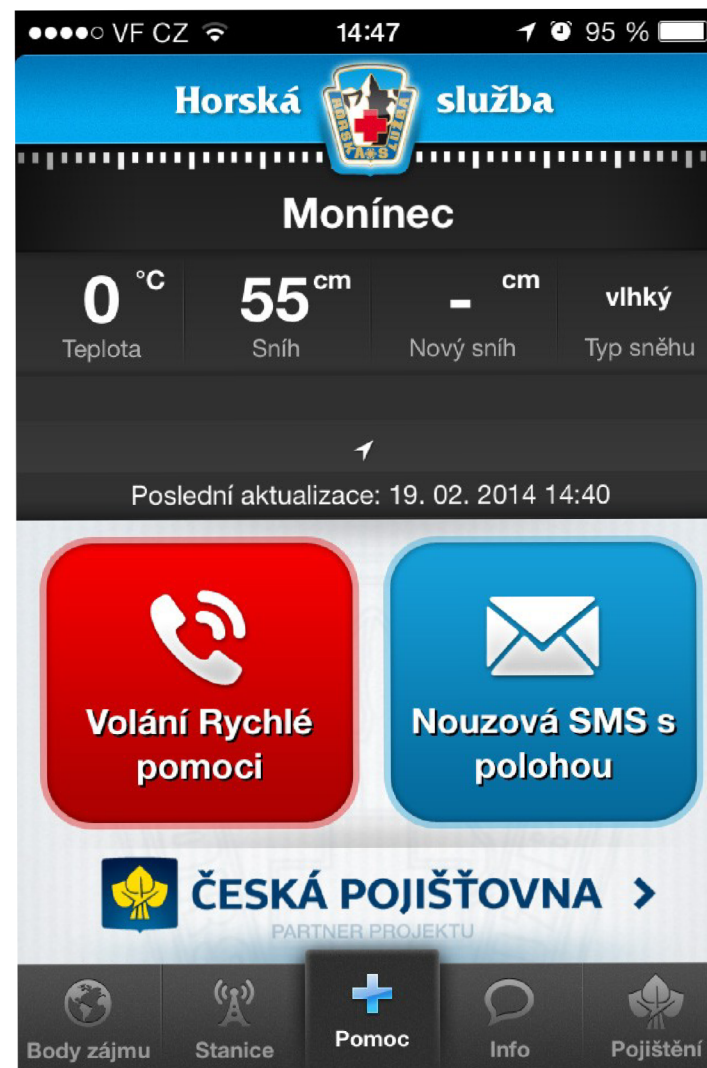 VF CZ 14:47 95 %
Horská služba
HORSKÁ SLUŽBA
Monínec
0 °C 55 cm - cm vlhký
Teplota Sníh Nový sníh Typ sněhu
Poslední aktualizace: 19. 02. 2014 14:40
Volání Rychlé
pomoci
Nouzová SMS s
polohou
ČESKÁ POJIŠŤOVNA
PARTNER PROJEKTU
Body zájmu Stanice Pomoc Info Pojištění